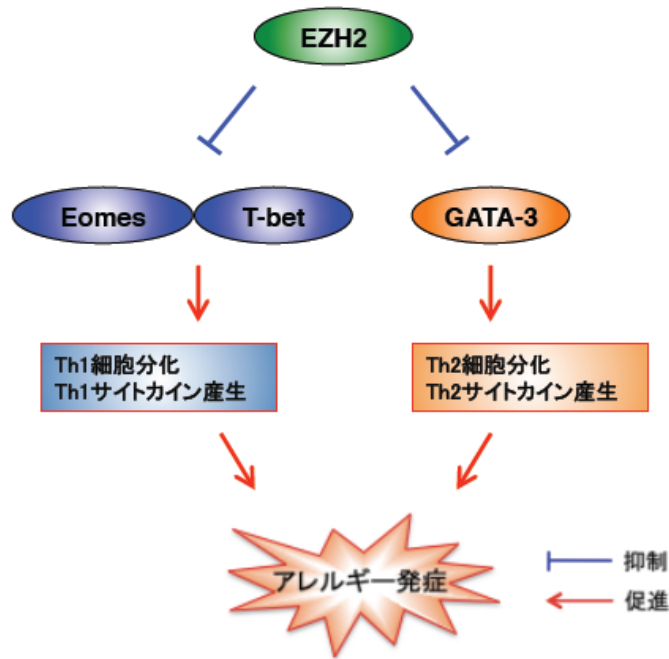 EZH2
Eomes
T-bet
GATA-3
Th1細胞分化
Th1サイトカイン産生
Th2細胞分化
Th2サイトカイン産生
アレルギー発症
抑制
促進